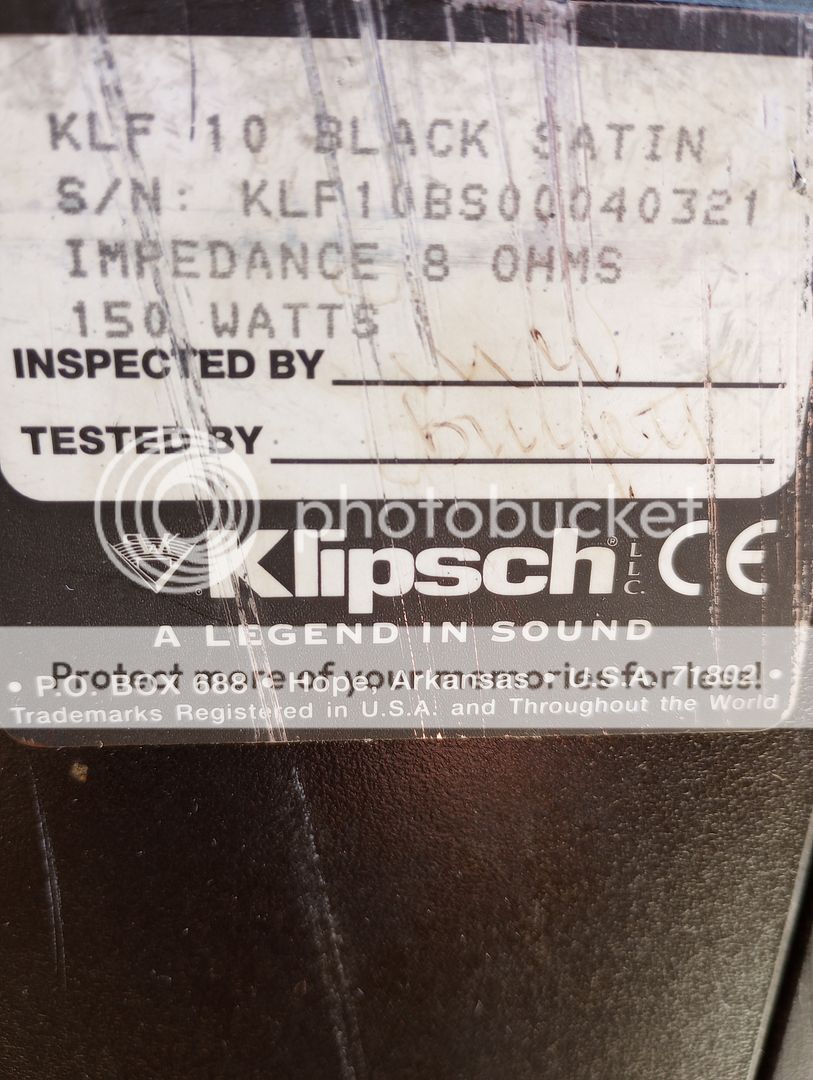 KLF 10 BLACK SATIN
S/N: KLF10BS00040321
IMPEDANCE 8 OHMS
150 WATTS
INSPECTED BY
TESTED BY
photobucket
Klipsch® LLC. CE
A LEGEND IN SOUND
Protect more of your memories for less!
• P.O. BOX 688 • Hope, Arkansas • U.S.A. 71802 •
Trademarks Registered in U.S.A. and Throughout the World